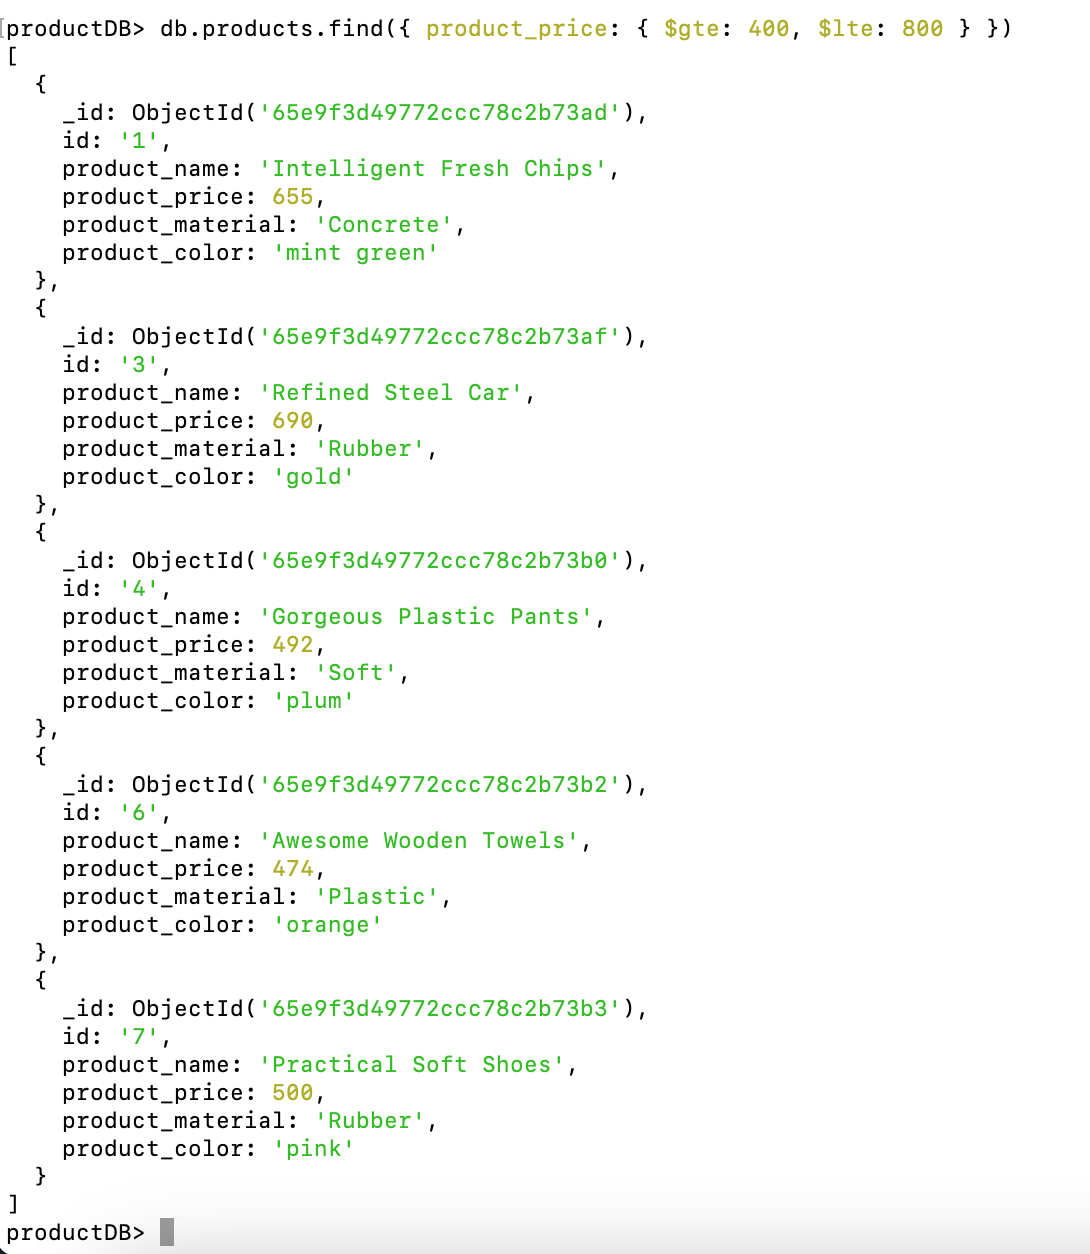 productDB> db.products.find({ product_price: { $gte: 400, $lte: 800 } })
[
  {
    _id: ObjectId('65e9f3d49772ccc78c2b73ad'),
    id: '1',
    product_name: 'Intelligent Fresh Chips',
    product_price: 655,
    product_material: 'Concrete',
    product_color: 'mint green'
  },
  {
    _id: ObjectId('65e9f3d49772ccc78c2b73af'),
    id: '3',
    product_name: 'Refined Steel Car',
    product_price: 690,
    product_material: 'Rubber',
    product_color: 'gold'
  },
  {
    _id: ObjectId('65e9f3d49772ccc78c2b73b0'),
    id: '4',
    product_name: 'Gorgeous Plastic Pants',
    product_price: 492,
    product_material: 'Soft',
    product_color: 'plum'
  },
  {
    _id: ObjectId('65e9f3d49772ccc78c2b73b2'),
    id: '6',
    product_name: 'Awesome Wooden Towels',
    product_price: 474,
    product_material: 'Plastic',
    product_color: 'orange'
  },
  {
    _id: ObjectId('65e9f3d49772ccc78c2b73b3'),
    id: '7',
    product_name: 'Practical Soft Shoes',
    product_price: 500,
    product_material: 'Rubber',
    product_color: 'pink'
  }
]
productDB>